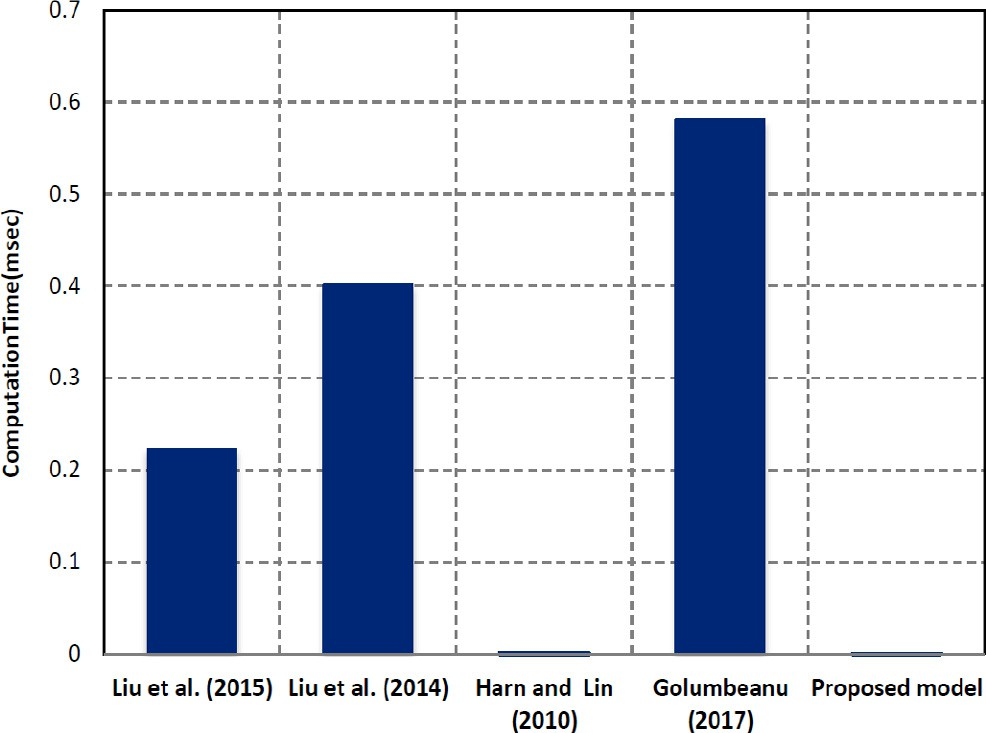 0.7
0.6
0.5
0.4
0.3
0.2
0.1
0
ComputationTime(msec)
Liu et al. (2015)
Liu et al. (2014)
Harn and Lin
(2010)
Golumbeanu
(2017)
Proposed model